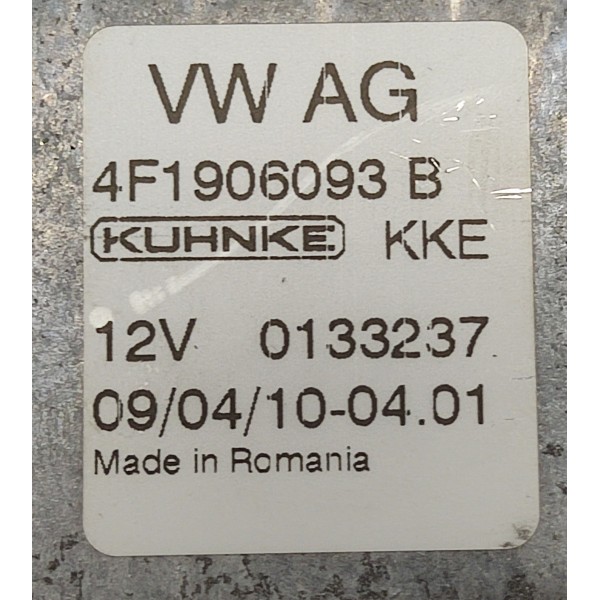 VW AG
4F1906093 B
KUHNKE KKE
12V 0133237
09/04/10-04.01
Made in Romania